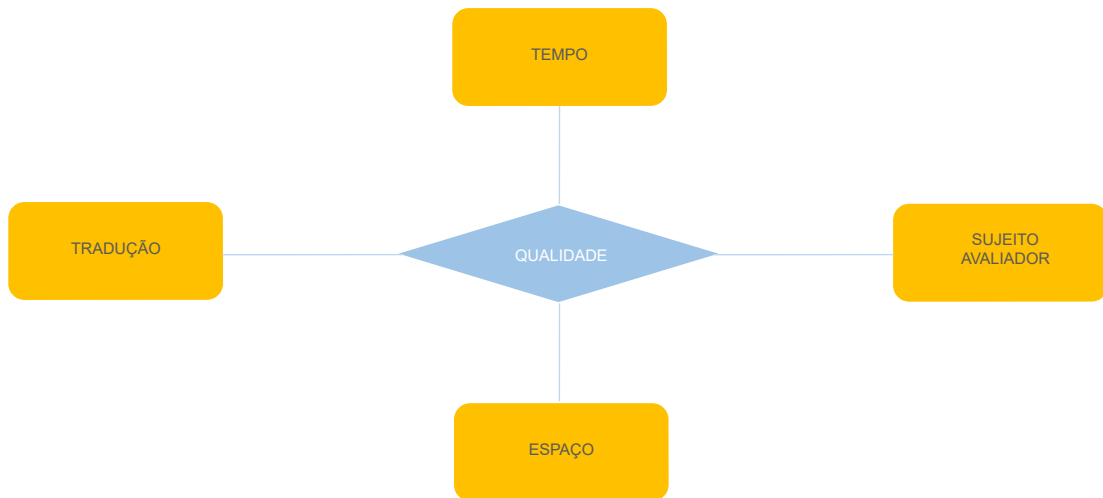 TEMPO
TRADUÇÃO
QUALIDADE
SUJEITO
AVALIADOR
ESPAÇO